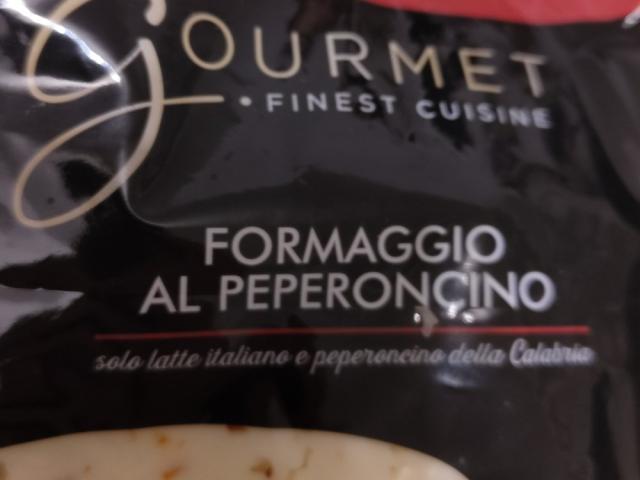 Gourmet
• FINEST CUISINE
FORMAGGIO
AL PEPERONCINO
solo latte italiano e peperoncino della Calabria